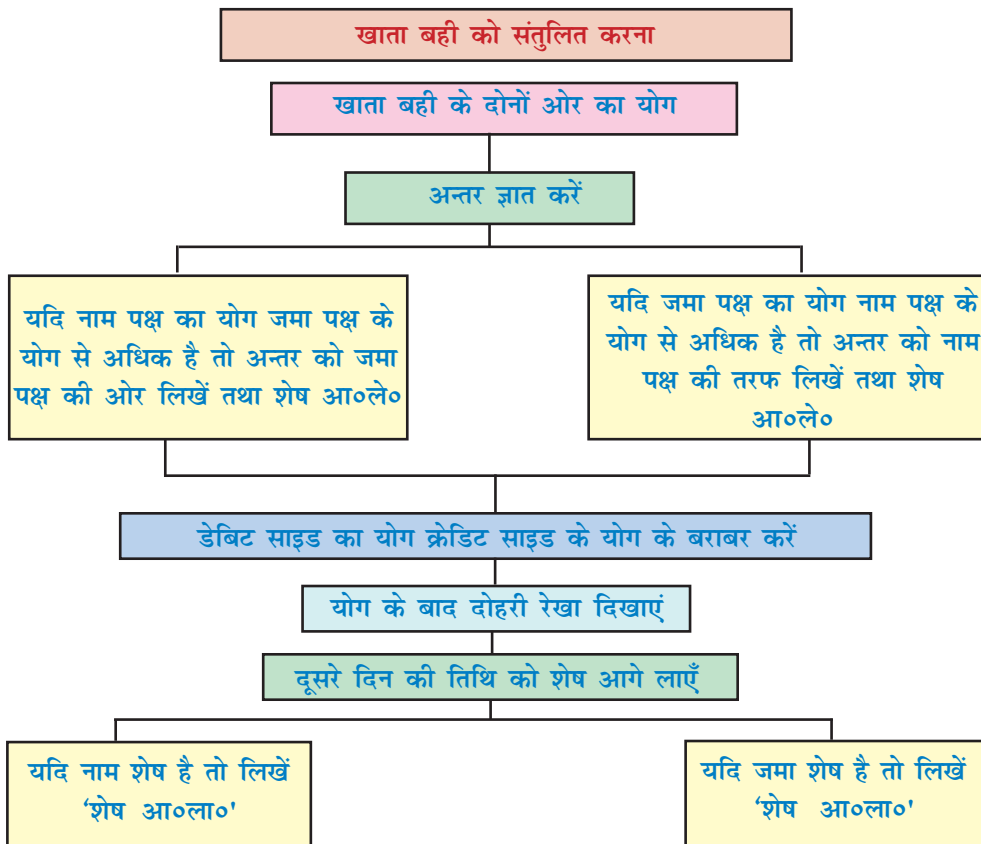 खाता बही को संतुलित करना
खाता बही के दोनों ओर का योग
अन्तर ज्ञात करें
यदि नाम पक्ष का योग जमा पक्ष के
योग से अधिक है तो अन्तर को जमा
पक्ष की ओर लिखें तथा शेष आ०ले०
यदि जमा पक्ष का योग नाम पक्ष के
योग से अधिक है तो अन्तर को नाम
पक्ष की तरफ लिखें तथा शेष
आ०ले०
डेबिट साइड का योग क्रेडिट साइड के योग के बराबर करें
योग के बाद दोहरी रेखा दिखाएं
दूसरे दिन की तिथि को शेष आगे लाएँ
यदि नाम शेष है तो लिखें
‘शेष आ०ला०'
यदि जमा शेष है तो लिखें
‘शेष आ०ला०'